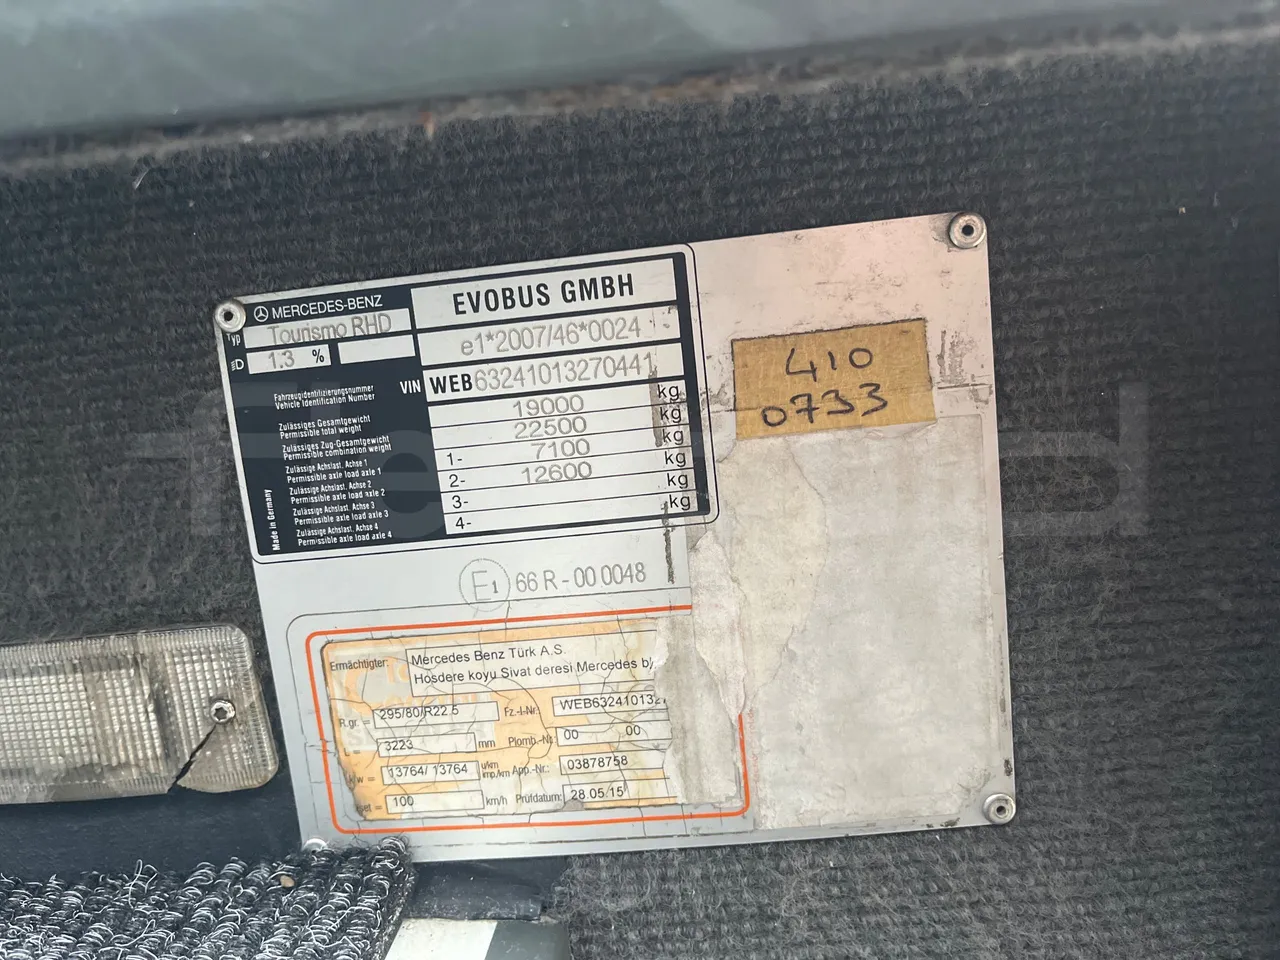 MERCEDES-BENZ
EVOBUS GMBH
Typ Tourismo RHD
e1*2007/46*0024
D 1.3 %
VIN WEB63241013270441
Fahrzeugidentifizierungsnummer
Vehicle Identification Number
19000 kg
Zulässiges Gesamtgewicht
Permissible total weight
22500 kg
Zulässiges Zug-Gesamtgewicht
Permissible combination weight
1- 7100 kg
Zulässige Achslast, Achse 1
Permissible axle load axle 1
2- 12600 kg
Zulässige Achslast, Achse 2
Permissible axle load axle 2
3- kg
Zulässige Achslast, Achse 3
Permissible axle load axle 3
4- kg
Zulässige Achslast, Achse 4
Permissible axle load axle 4
Made in Germany
410
0733
E1 66 R - 00 0048
Ermächtigter: Mercedes Benz Türk A.S.
Hosdere koyu Sivat deresi Mercedes b
R.gr. = 295/80/R22.5 Fz.-I-Nr. WEB632410132
3223 mm Plomb.-Nr. 00 00
kw = 13764/ 13764 u/km imp/km App.-Nr.: 03878758
set = 100 km/h Prüfdatum: 28.05.15